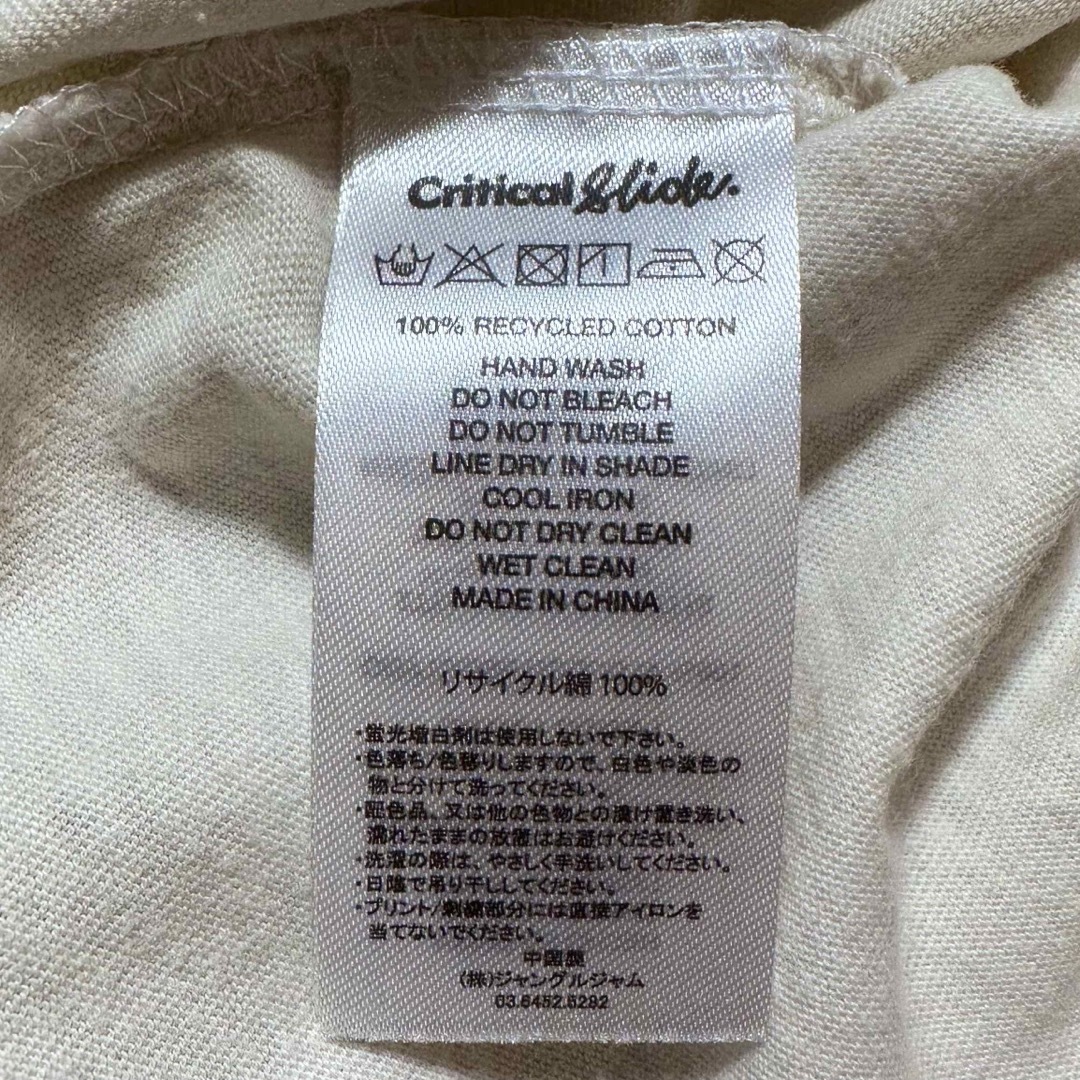 Critical Slide.
100% RECYCLED COTTON
HAND WASH
DO NOT BLEACH
DO NOT TUMBLE
LINE DRY IN SHADE
COOL IRON
DO NOT DRY CLEAN
WET CLEAN
MADE IN CHINA
リサイクル綿 100%
・蛍光増白剤は使用しないで下さい。
・色落ち/色移りしますので、白色や淡色の
物と分けて洗ってください。
・配色品、又は他の色物との漬け置き洗い、
濡れたままの放置はお避けください。
・洗濯の際は、やさしく手洗いしてください。
・日陰で吊り干ししてください。
・プリント/刺繍部分には直接アイロンを
当てないでください。
中国製
(株)ジャングルジャム
03.6452.6282